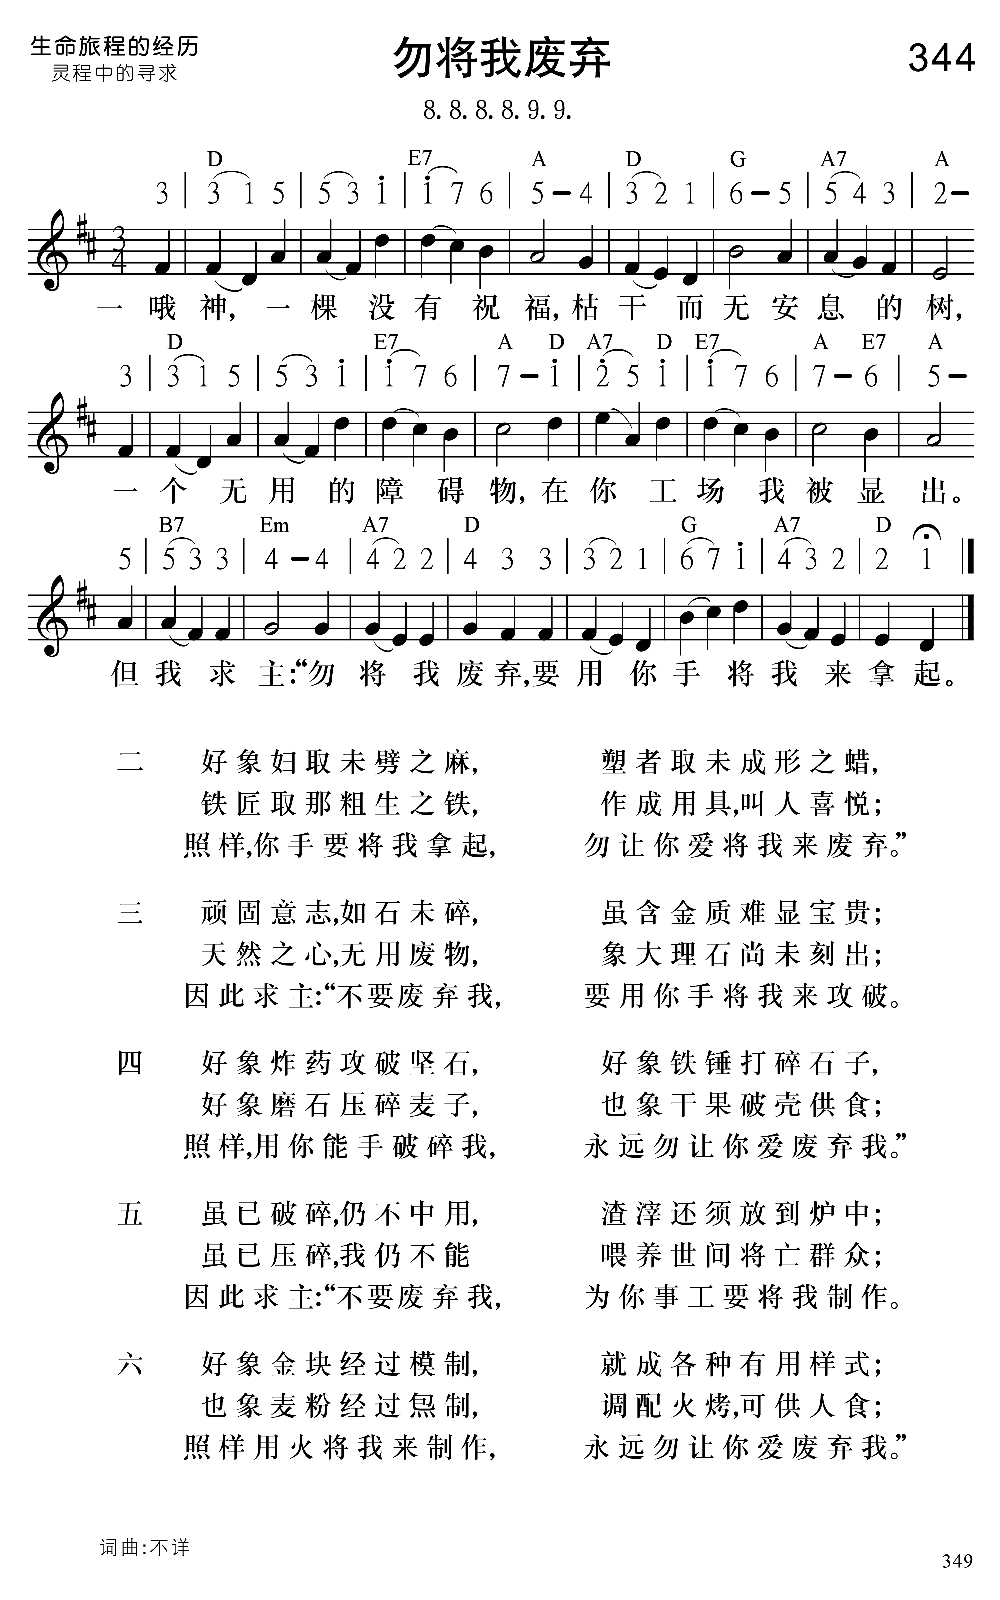 生命旅程的经历
灵程中的寻求
勿将我废弃
344
8. 8. 8. 8. 9. 9.
D E7 A D G A7 A
3 | 3 1 5 | 5 3 i | i 7 6 | 5 – 4 | 3 2 1 | 6 – 5 | 5 4 3 | 2 –
3 4
一 哦神, 一棵没有祝福,枯干而无安息的树,
D E7 A D A7 D E7 A E7 A
3 | 3 1 5 | 5 3 i | i 7 6 | 7 – i | 2 5 i | i 7 6 | 7 – 6 | 5 –
一个无用的障碍物,在你工场我被显出。
B7 Em A7 D G A7 D
5 | 5 3 3 | 4 – 4 | 4 2 2 | 4 3 3 | 3 2 1 | 6 7 i | 4 3 2 | 2 1 ‖
但我求主:“勿将我废弃,要用你手将我来拿起。
二 好象妇取未劈之麻, 塑者取未成形之蜡,
铁匠取那粗生之铁, 作成用具,叫人喜悦;
照样,你手要将我拿起, 勿让你爱将我来废弃。”
三 顽固意志,如石未碎, 虽含金质难显宝贵;
天然之心,无用废物, 象大理石尚未刻出;
因此求主:“不要废弃我, 要用你手将我来攻破。
四 好象炸药攻破坚石, 好象铁锤打碎石子,
好象磨石压碎麦子, 也象干果破壳供食;
照样,用你能手破碎我, 永远勿让你爱废弃我。”
五 虽已破碎,仍不中用, 渣滓还须放到炉中;
虽已压碎,我仍不能 喂养世间将亡群众;
因此求主:“不要废弃我, 为你事工要将我制作。
六 好象金块经过模制, 就成各种有用样式;
也象麦粉经过炰制, 调配火烤,可供人食;
照样用火将我来制作, 永远勿让你爱废弃我。”
词曲:不详
349